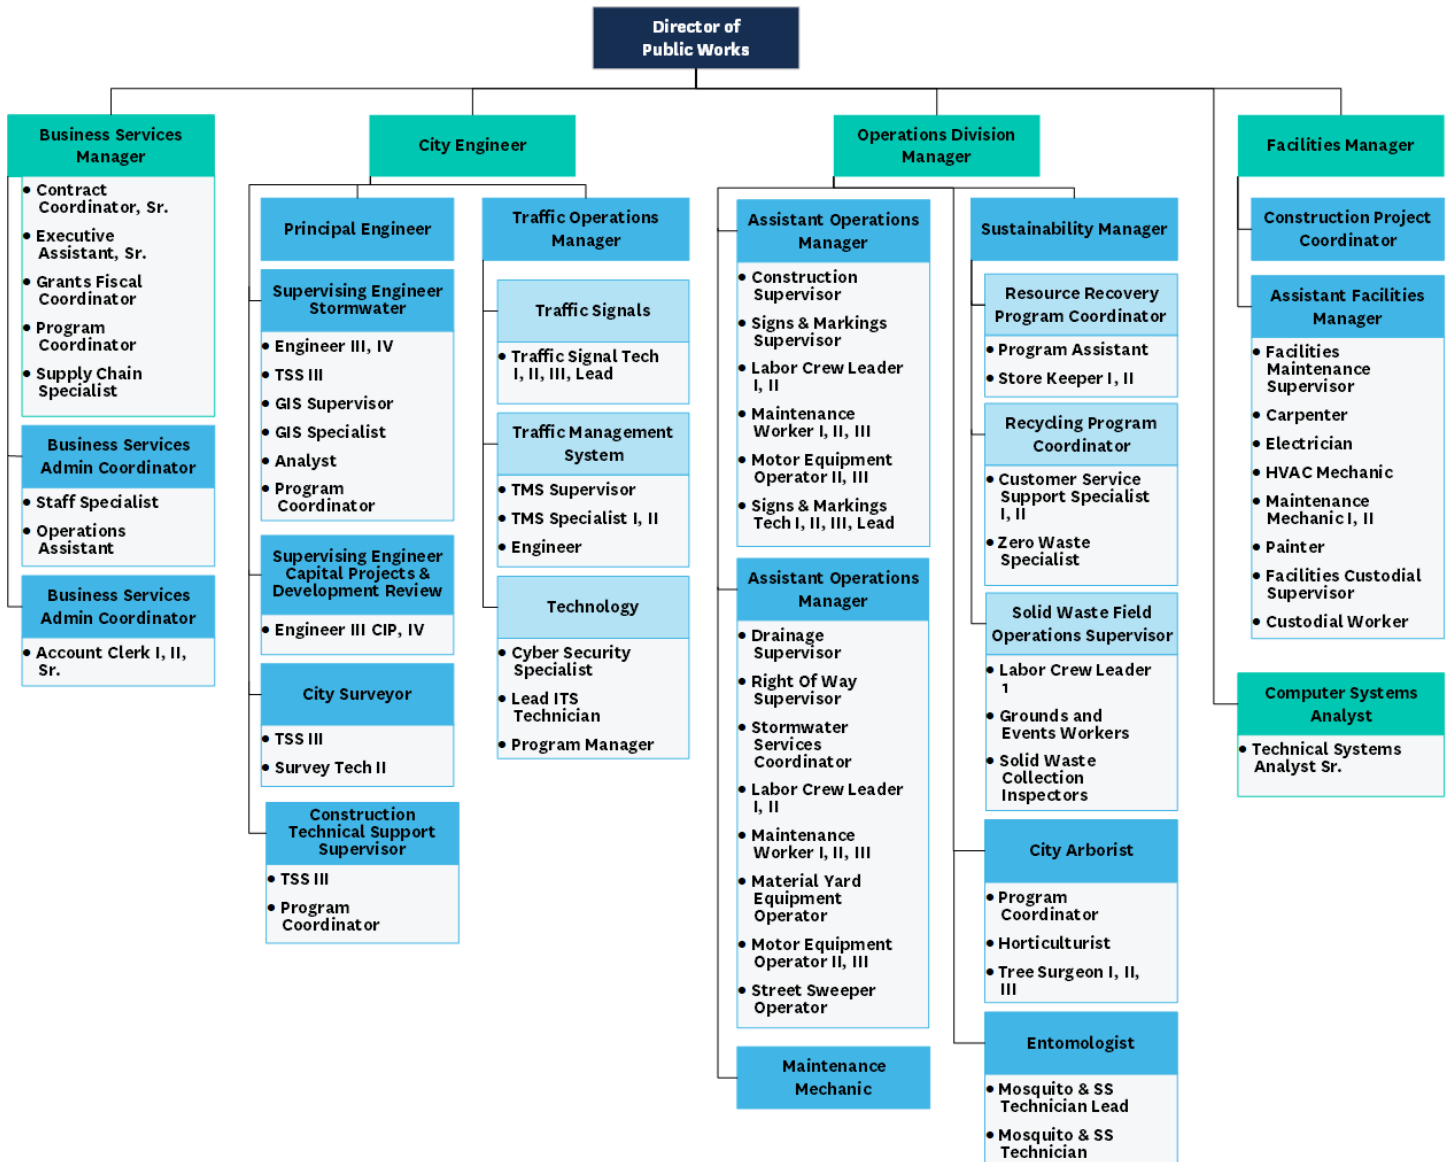 Director of
Public Works
Business Services
Manager
• Contract
Coordinator, Sr.
• Executive
Assistant, Sr.
• Grants Fiscal
Coordinator
• Program
Coordinator
• Supply Chain
Specialist
Business Services
Admin Coordinator
• Staff Specialist
• Operations
Assistant
Business Services
Admin Coordinator
• Account Clerk I, II,
Sr.
City Engineer
Principal Engineer
Supervising Engineer
Stormwater
• Engineer III, IV
• TSS III
• GIS Supervisor
• GIS Specialist
• Analyst
• Program
Coordinator
Supervising Engineer
Capital Projects &
Development Review
• Engineer III CIP, IV
City Surveyor
• TSS III
• Survey Tech II
Construction
Technical Support
Supervisor
• TSS III
• Program
Coordinator
Traffic Operations
Manager
Traffic Signals
• Traffic Signal Tech
I, II, III, Lead
Traffic Management
System
• TMS Supervisor
• TMS Specialist I, II
• Engineer
Technology
• Cyber Security
Specialist
• Lead ITS
Technician
• Program Manager
Operations Division
Manager
Assistant Operations
Manager
• Construction
Supervisor
• Signs & Markings
Supervisor
• Labor Crew Leader
I, II
• Maintenance
Worker I, II, III
• Motor Equipment
Operator II, III
• Signs & Markings
Tech I, II, III, Lead
Assistant Operations
Manager
• Drainage
Supervisor
• Right Of Way
Supervisor
• Stormwater
Services
Coordinator
• Labor Crew Leader
I, II
• Maintenance
Worker I, II, III
• Material Yard
Equipment
Operator
• Motor Equipment
Operator II, III
• Street Sweeper
Operator
Maintenance
Mechanic
Sustainability Manager
Resource Recovery
Program Coordinator
• Program Assistant
• Store Keeper I, II
Recycling Program
Coordinator
• Customer Service
Support Specialist
I, II
• Zero Waste
Specialist
Solid Waste Field
Operations Supervisor
• Labor Crew Leader
1
• Grounds and
Events Workers
• Solid Waste
Collection
Inspectors
City Arborist
• Program
Coordinator
• Horticulturist
• Tree Surgeon I, II,
III
Entomologist
• Mosquito & SS
Technician Lead
• Mosquito & SS
Technician
Facilities Manager
Construction Project
Coordinator
Assistant Facilities
Manager
• Facilities
Maintenance
Supervisor
• Carpenter
• Electrician
• HVAC Mechanic
• Maintenance
Mechanic I, II
• Painter
• Facilities Custodial
Supervisor
• Custodial Worker
Computer Systems
Analyst
• Technical Systems
Analyst Sr.